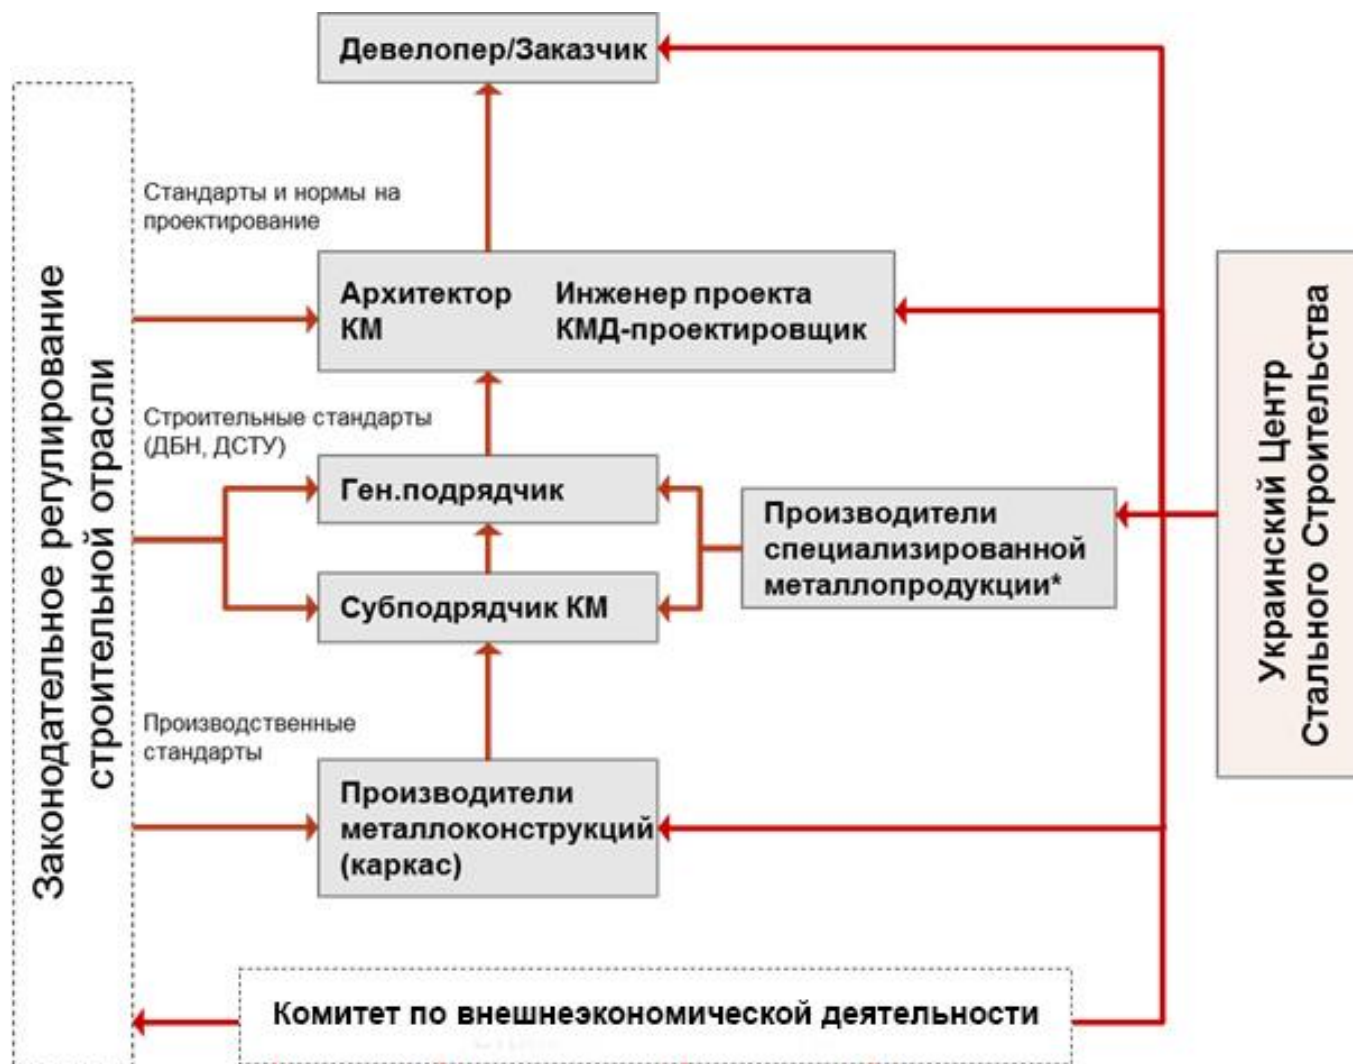 Девелопер/Заказчик
Стандарты и нормы на
проектирование
Архитектор Инженер проекта
КМ КМД-проектировщик
Законодательное регулирование
строительной отрасли
Строительные стандарты
(ДБН, ДСТУ)
Ген.подрядчик
Производители
специализированной
металлопродукции*
Субподрядчик КМ
Украинский Центр
Стального Строительства
Производственные
стандарты
Производители
металлоконструкций
(каркас)
Комитет по внешнеэкономической деятельности